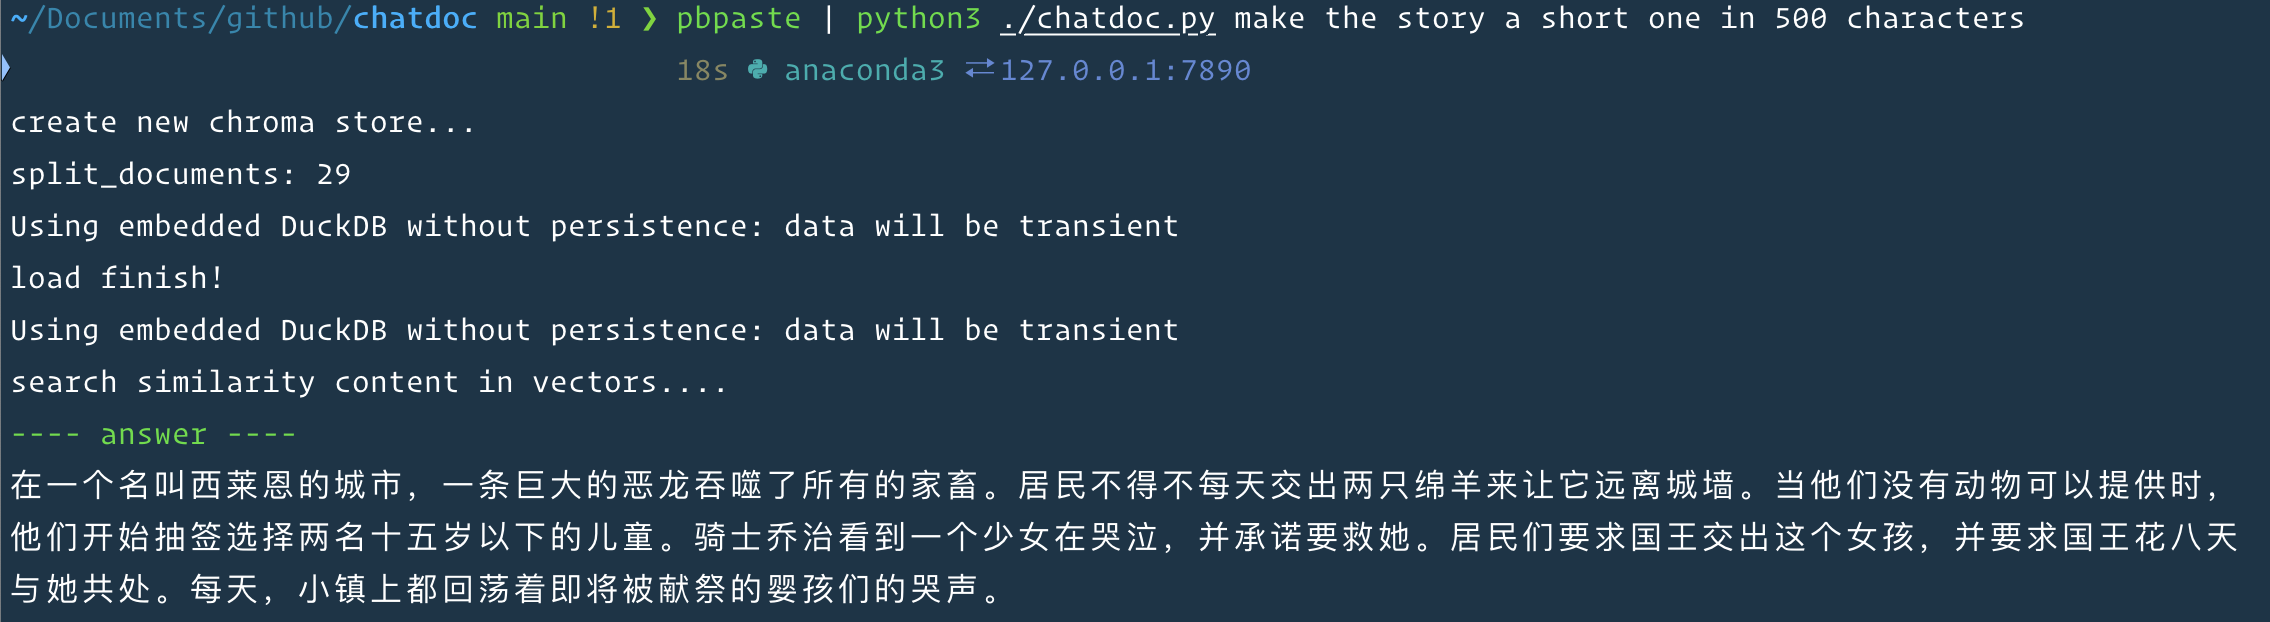 ~/Documents/github/chatdoc main !1 ❯ pbpaste | python3 ./chatdoc.py make the story a short one in 500 characters
18s anaconda3 ⇄127.0.0.1:7890
create new chroma store...
split_documents: 29
Using embedded DuckDB without persistence: data will be transient
load finish!
Using embedded DuckDB without persistence: data will be transient
search similarity content in vectors....
---- answer ----
在一个名叫西莱恩的城市，一条巨大的恶龙吞噬了所有的家畜。居民不得不每天交出两只绵羊来让它远离城墙。当他们没有动物可以提供时，
他们开始抽签选择两名十五岁以下的儿童。骑士乔治看到一个少女在哭泣，并承诺要救她。居民们要求国王交出这个女孩，并要求国王花八天
与她共处。每天，小镇上都回荡着即将被献祭的婴孩们的哭声。